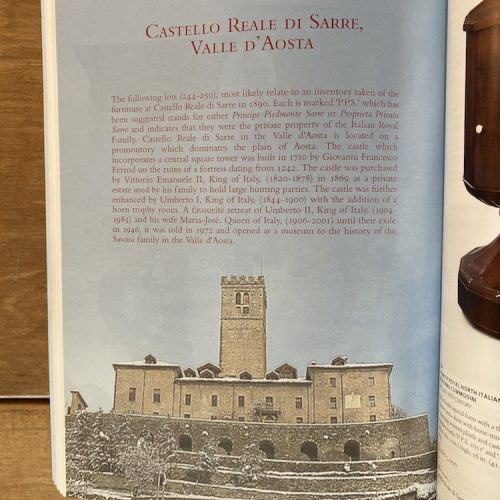 CASTELLO REALE DI SARRE,
VALLE D'AOSTA
The following lots (244-250), most likely relate to an inventory taken of the
furniture at Castello Reale di Sarre in 1890. Each is marked 'P.P.S.' which has
been suggested stands for either Principe Piedmonte Sarre or Proprieta Privata
Sarre and indicates that they were the private property of the Italian Royal
Family. Castello Reale di Sarre in the Valle d'Aosta is located on a
promontory which dominates the plain of Aosta. The castle which
incorporates a central square tower was built in 1710 by Giovanni Francesco
Ferrod on the ruins of a fortress dating from 1242. The castle was purchased
by Vittorio Emanuele II, King of Italy, (1820-1878) in 1869 as a private
estate used by his family to hold large hunting parties. The castle was further
enhanced by Umberto I, King of Italy, (1844-1900) with the addition of a
horn trophy room. A favourite retreat of Umberto II, King of Italy, (1904-
1983) and his wife Maria-José, Queen of Italy, (1906-2001) until their exile
in 1946, it was sold in 1972 and opened as a museum to the history of the
Savoia family in the Valle d'Aosta.
ROYAL NORTH ITALIAN
COMMODINI
CENTURY